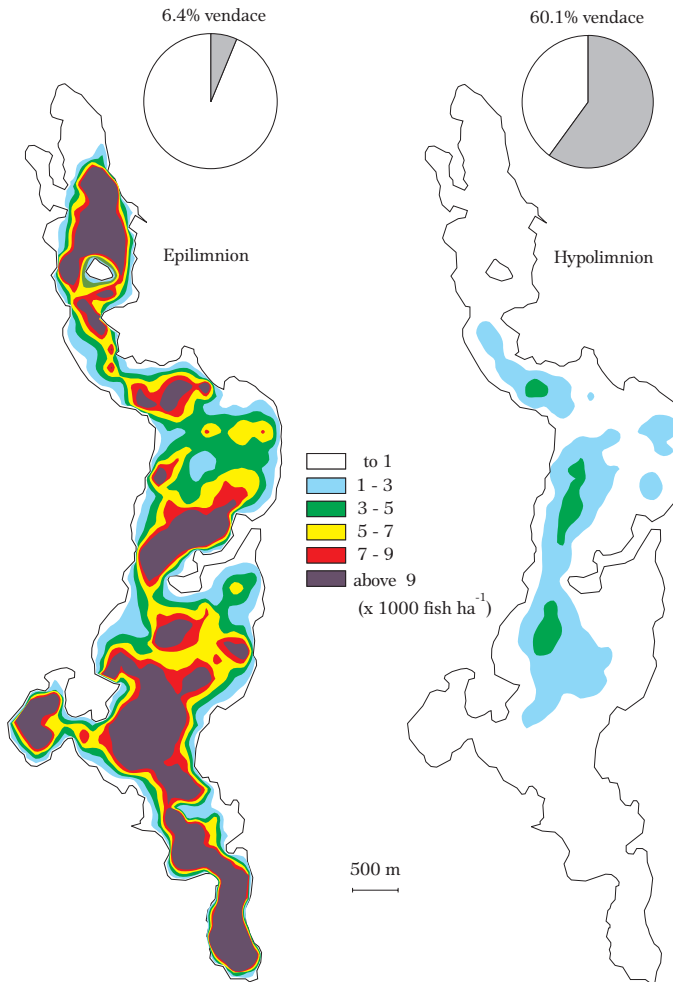 6.4% vendace
60.1% vendace
Epilimnion
Hypolimnion
to 1
1 - 3
3 - 5
5 - 7
7 - 9
above 9
(x 1000 fish ha⁻¹)
500 m